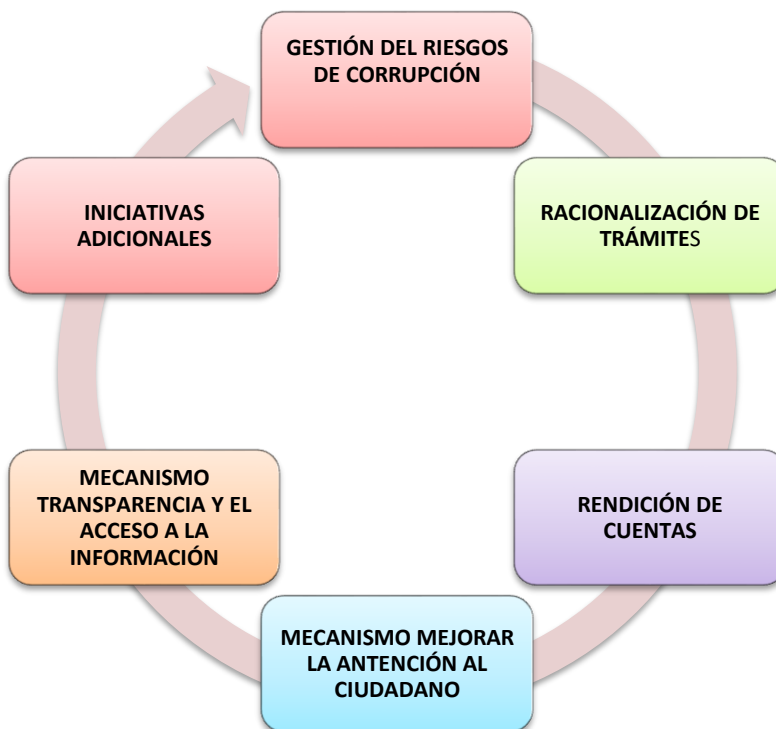 GESTIÓN DEL RIESGOS
DE CORRUPCIÓN
RACIONALIZACIÓN DE
TRÁMITES
RENDICIÓN DE
CUENTAS
MECANISMO MEJORAR
LA ANTENCIÓN AL
CIUDADANO
MECANISMO
TRANSPARENCIA Y EL
ACCESO A LA
INFORMACIÓN
INICIATIVAS
ADICIONALES